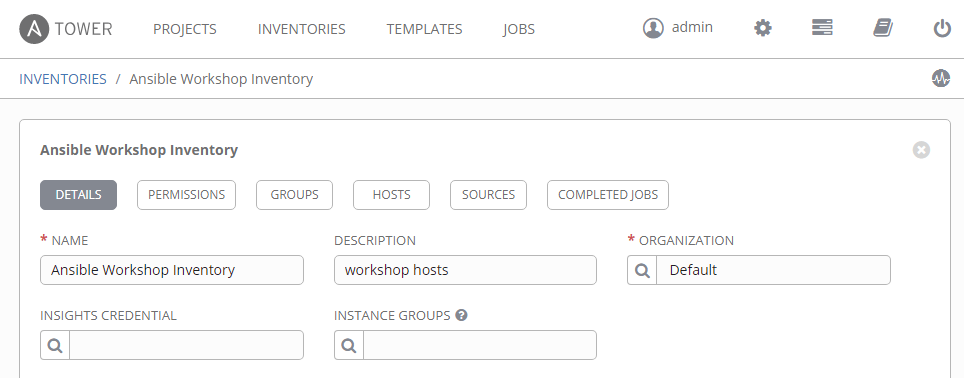 A TOWER PROJECTS INVENTORIES TEMPLATES JOBS admin
INVENTORIES / Ansible Workshop Inventory
Ansible Workshop Inventory
DETAILS PERMISSIONS GROUPS HOSTS SOURCES COMPLETED JOBS
* NAME DESCRIPTION * ORGANIZATION
Ansible Workshop Inventory workshop hosts Default
INSIGHTS CREDENTIAL INSTANCE GROUPS ?